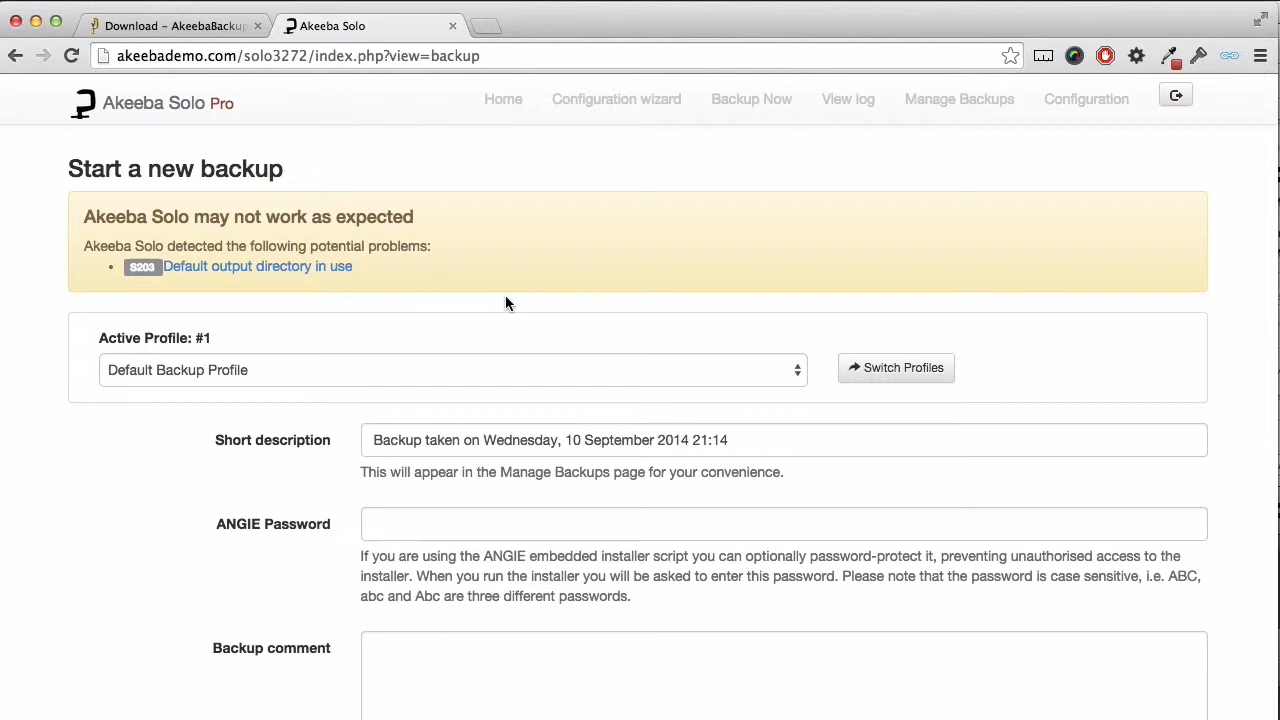 Download – AkeebaBackup
Akeeba Solo
akeebademo.com/solo3272/index.php?view=backup
Akeeba Solo Pro
Home
Configuration wizard
Backup Now
View log
Manage Backups
Configuration
Start a new backup
Akeeba Solo may not work as expected
Akeeba Solo detected the following potential problems:
S203 Default output directory in use
Active Profile: #1
Default Backup Profile
Switch Profiles
Short description
Backup taken on Wednesday, 10 September 2014 21:14
This will appear in the Manage Backups page for your convenience.
ANGIE Password
If you are using the ANGIE embedded installer script you can optionally password-protect it, preventing unauthorised access to the
installer. When you run the installer you will be asked to enter this password. Please note that the password is case sensitive, i.e. ABC,
abc and Abc are three different passwords.
Backup comment